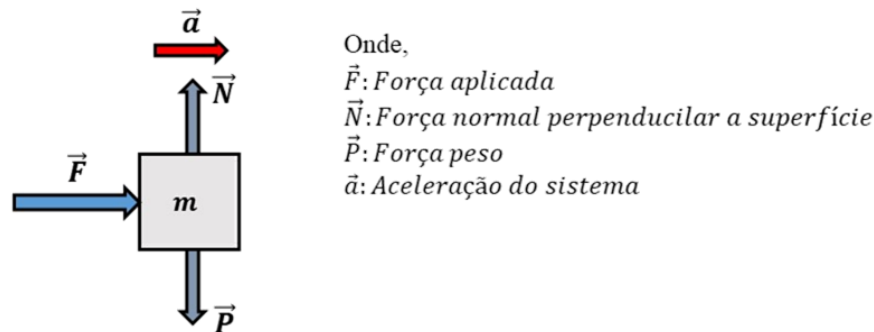 a⃗
N⃗
F⃗
m
P⃗
Onde,
F⃗: Força aplicada
N⃗: Força normal perpenducilar a superfície
P⃗: Força peso
a⃗: Aceleração do sistema